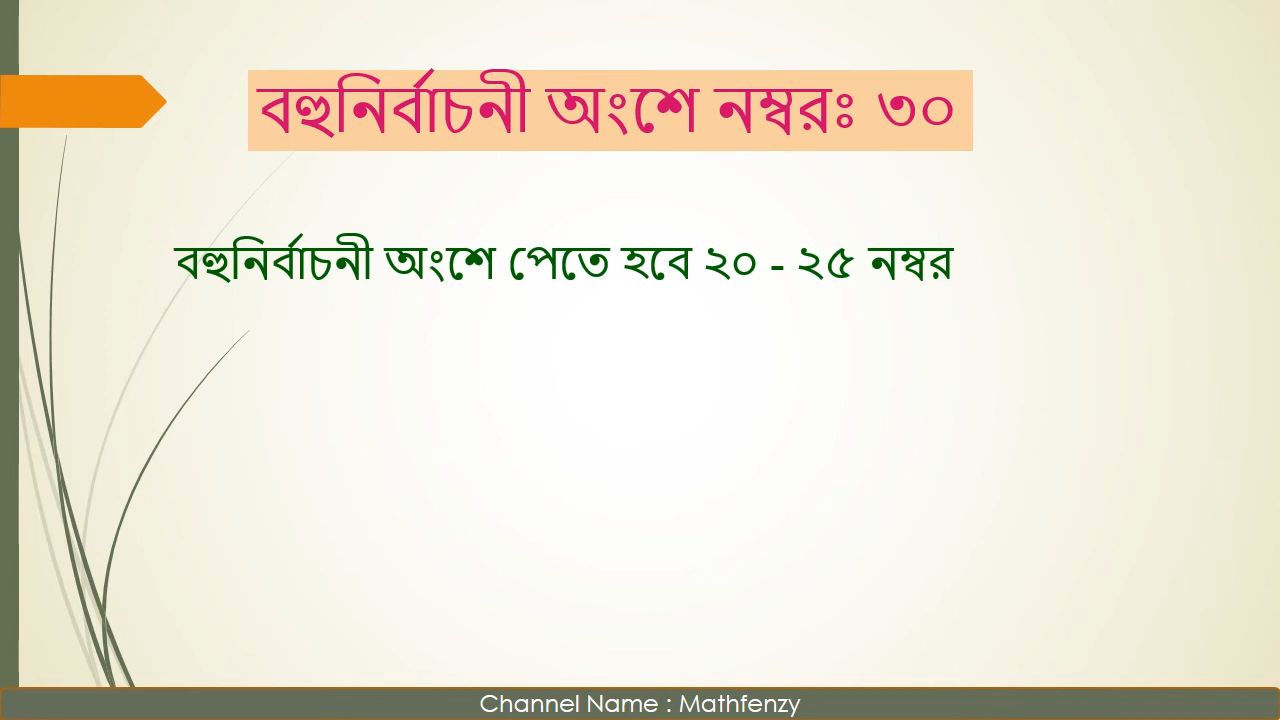 বহুনির্বাচনী অংশে নম্বরঃ ৩০
বহুনির্বাচনী অংশে পেতে হবে ২০ - ২৫ নম্বর
Channel Name : Mathfenzy